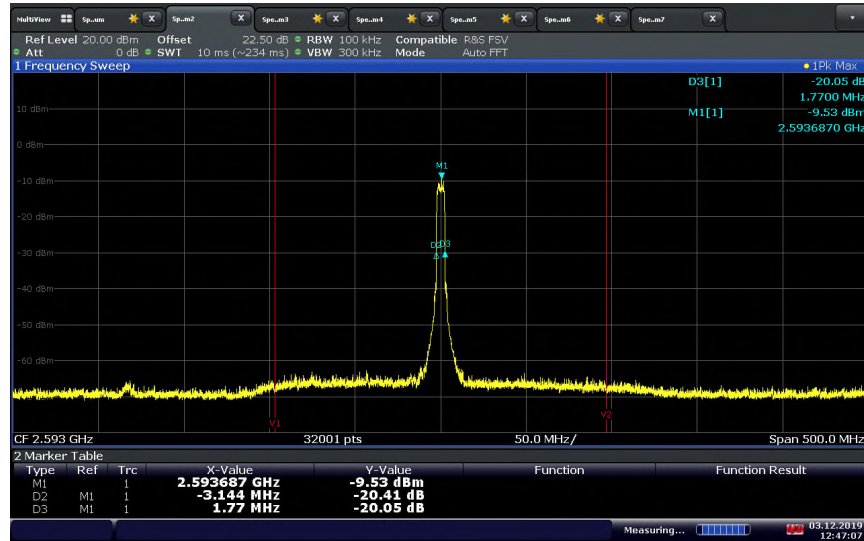 MultiView Sp..um X Sp..m2 X Spe..m3 X Spe..m4 X Spe..m5 X Spe..m6 X Spe..m7 X
Ref Level 20.00 dBm Offset 22.50 dB RBW 100 kHz Compatible R&S FSV
Att 0 dB SWT 10 ms (~234 ms) VBW 300 kHz Mode Auto FFT
1 Frequency Sweep 1Pk Max
D3[1] -20.05 dB
1.7700 MHz
10 dBm M1[1] -9.53 dBm
2.5936870 GHz
0 dBm
M1
-10 dBm
-20 dBm
D2 D3
-30 dBm
-40 dBm
-50 dBm
-60 dBm
V1 V2
CF 2.593 GHz 32001 pts 50.0 MHz/ Span 500.0 MHz
2 Marker Table
Type Ref Trc X-Value Y-Value Function Function Result
M1 1 2.593687 GHz -9.53 dBm
D2 M1 1 -3.144 MHz -20.41 dB
D3 M1 1 1.77 MHz -20.05 dB
Measuring... 03.12.2019
12:47:07